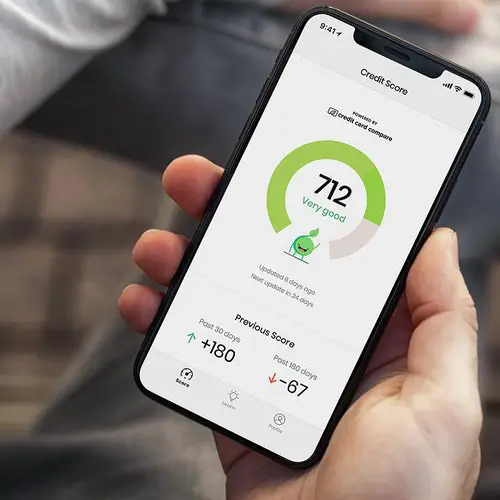 9:41
Credit Score
POWERED BY
credit card compare
712
Very good
Updated 6 days ago
Next update in 24 days
Previous Score
Past 30 days
+180
Past 180 days
-67
Score
Learn
Profile